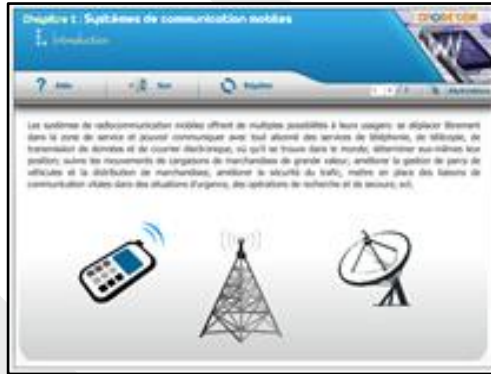 Chapitre 1 : Systèmes de communication mobiles
1. Introduction
? Aide
Son
Les systèmes de radiocommunication mobiles offrent de multiples possibilités à leurs usagers: se déplacer librement
dans la zone de service et pouvoir communiquer avec tout abonné des services de téléphonie, de télécopie, de
transmission de données et de courrier électronique, où qu'il se trouve dans le monde; déterminer eux-mêmes leur
position; suivre les mouvements de cargaisons de marchandises de grande valeur; améliorer la gestion de parcs de
véhicules et la distribution de marchandises; améliorer la sécurité du trafic; mettre en place des liaisons de
communication vitales dans des situations d'urgence, des opérations de recherche et de secours, ect.